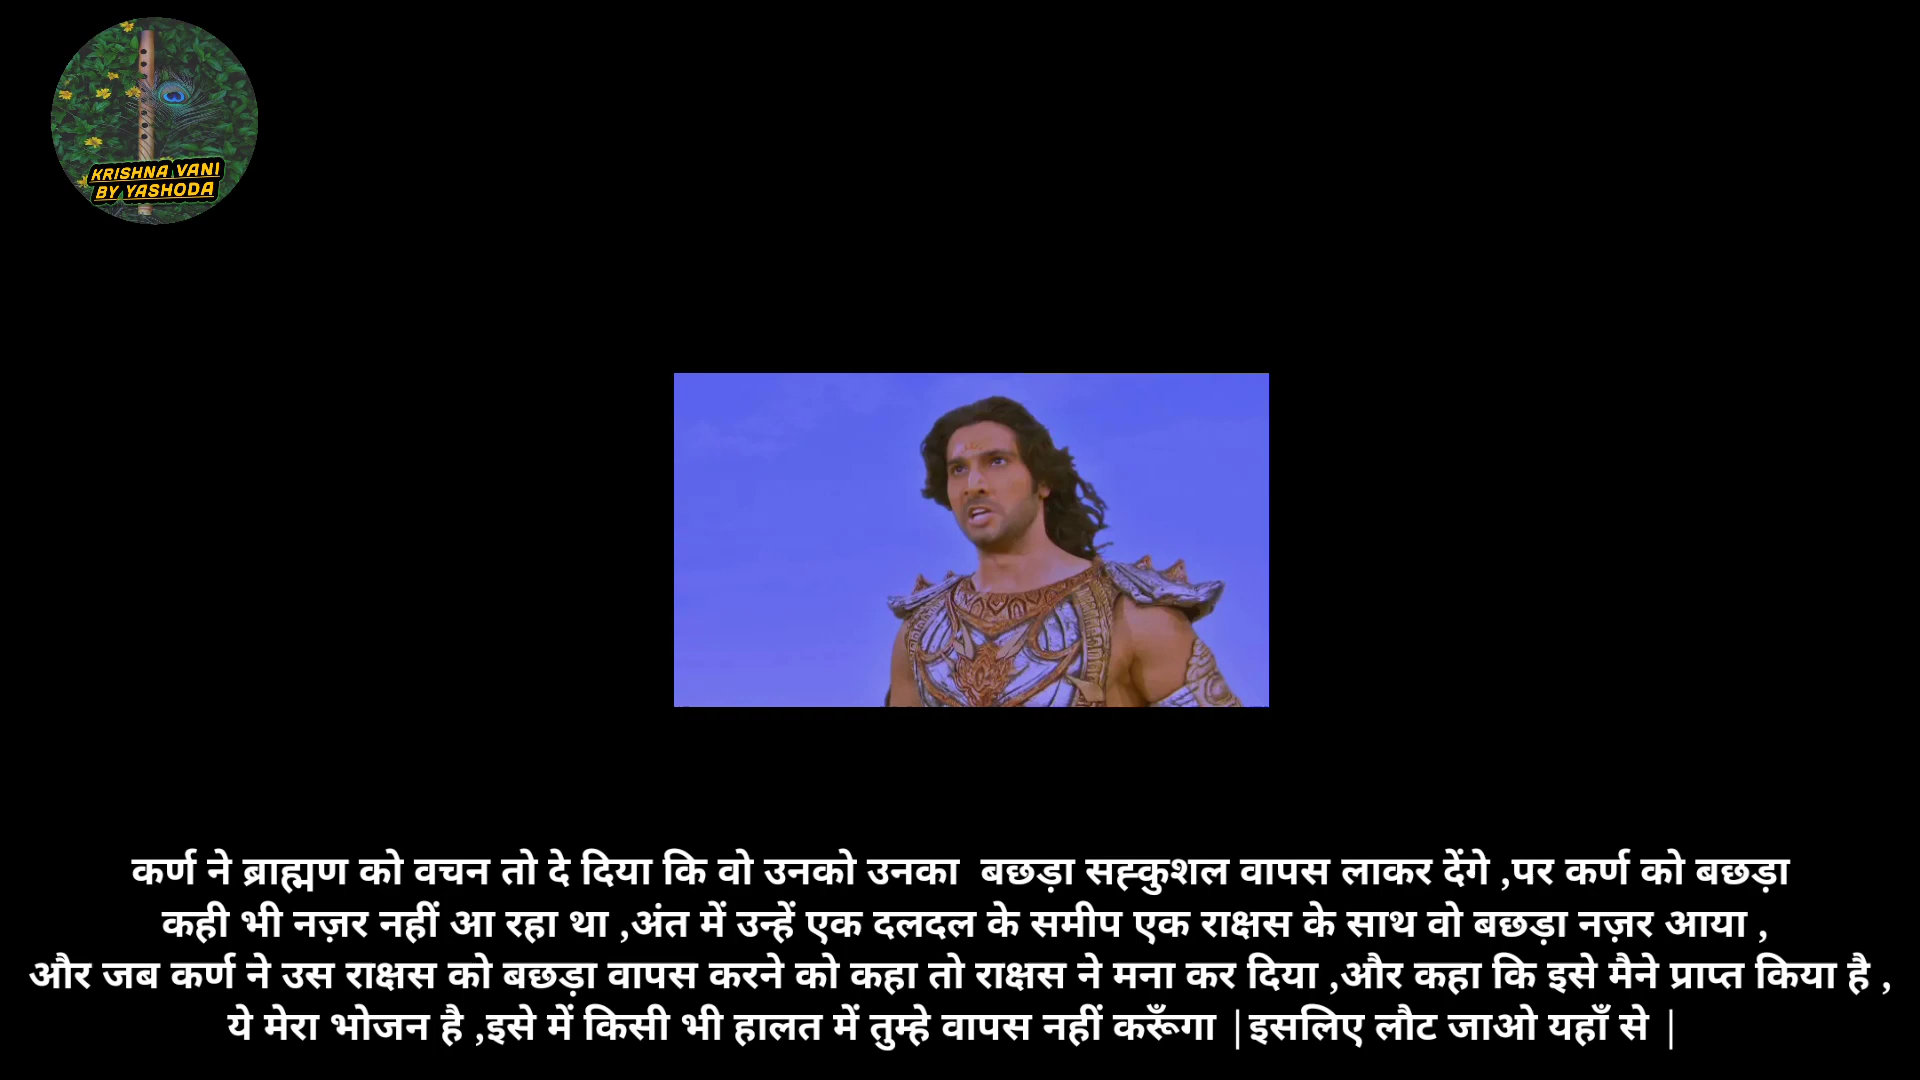 KRISHNA VANI
BY YASHODA
कर्ण ने ब्राह्मण को वचन तो दे दिया कि वो उनको उनका  बछड़ा सह्कुशल वापस लाकर देंगे ,पर कर्ण को बछड़ा
कही भी नज़र नहीं आ रहा था ,अंत में उन्हें एक दलदल के समीप एक राक्षस के साथ वो बछड़ा नज़र आया ,
और जब कर्ण ने उस राक्षस को बछड़ा वापस करने को कहा तो राक्षस ने मना कर दिया ,और कहा कि इसे मैने प्राप्त किया है ,
ये मेरा भोजन है ,इसे में किसी भी हालत में तुम्हे वापस नहीं करूँगा |इसलिए लौट जाओ यहाँ से |